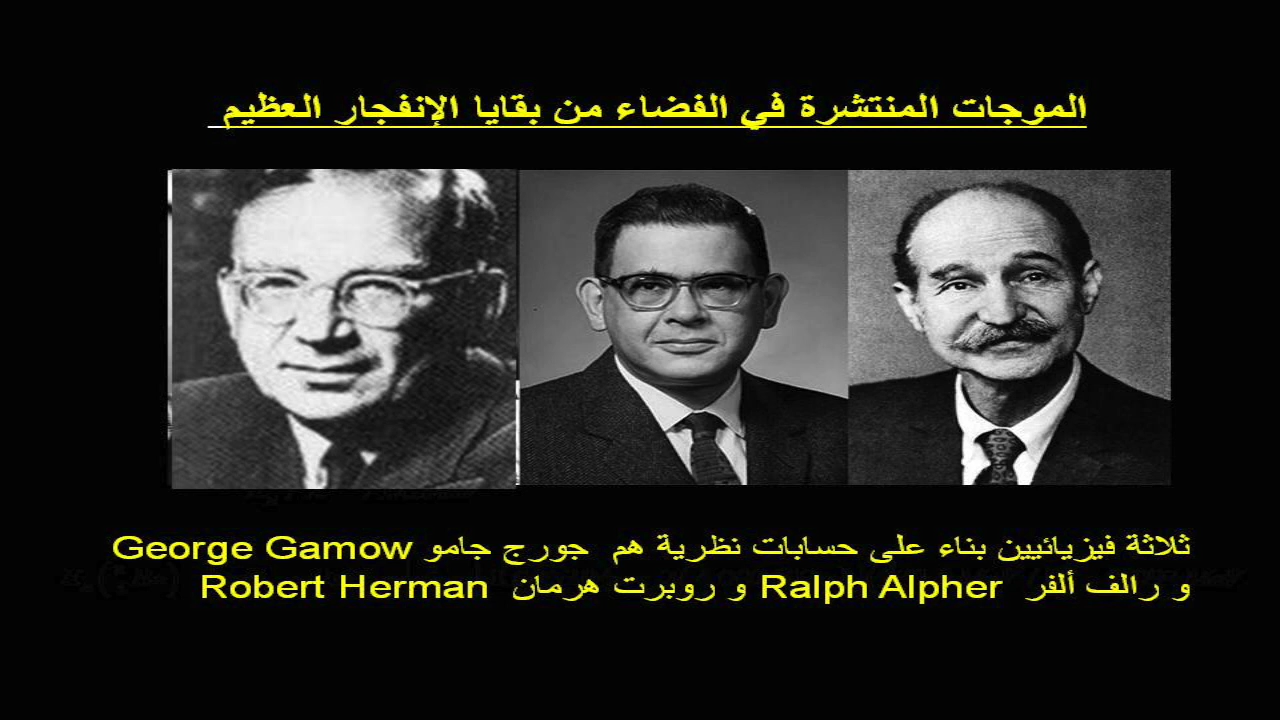 الموجات المنتشرة في الفضاء من بقايا الإنفجار العظيم
ثلاثة فيزيائيين بناء على حسابات نظرية هم جورج جامو George Gamow
و رالف ألفر Ralph Alpher و روبرت هرمان Robert Herman